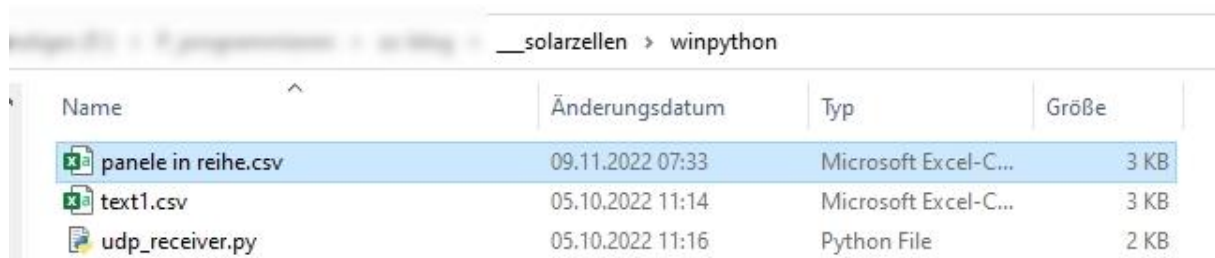 __solarzellen > winpython
Name Änderungsdatum Typ Größe
panele in reihe.csv 09.11.2022 07:33 Microsoft Excel-C... 3 KB
text1.csv 05.10.2022 11:14 Microsoft Excel-C... 3 KB
udp_receiver.py 05.10.2022 11:16 Python File 2 KB